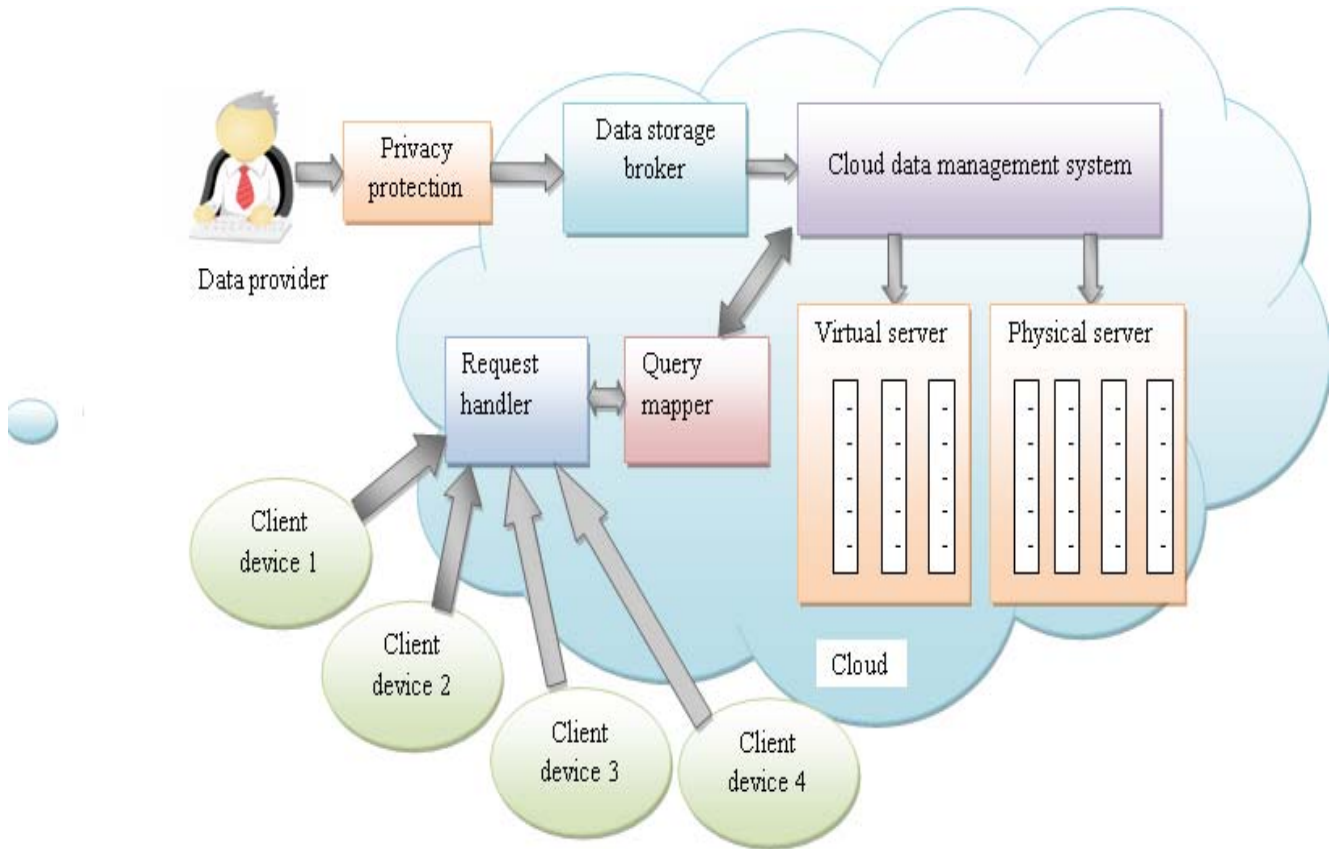 Privacy
protection
Data storage
broker
Cloud data management system
Data provider
Request
handler
Query
mapper
Virtual server
Physical server
- - - - - - -
- - - - - - -
- - - - - - -
- - - - - - -
- - - - - - -
Client
device 1
Client
device 2
Client
device 3
Client
device 4
Cloud